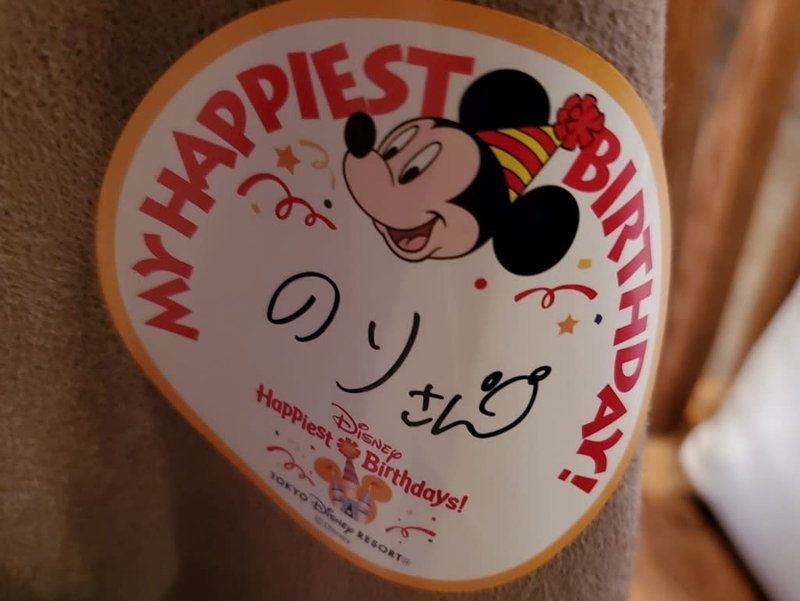 MY HAPPIEST BIRTHDAY!
のり
さん
Disney
Happiest Birthdays!
TOKYO Disney RESORT®
©Disney